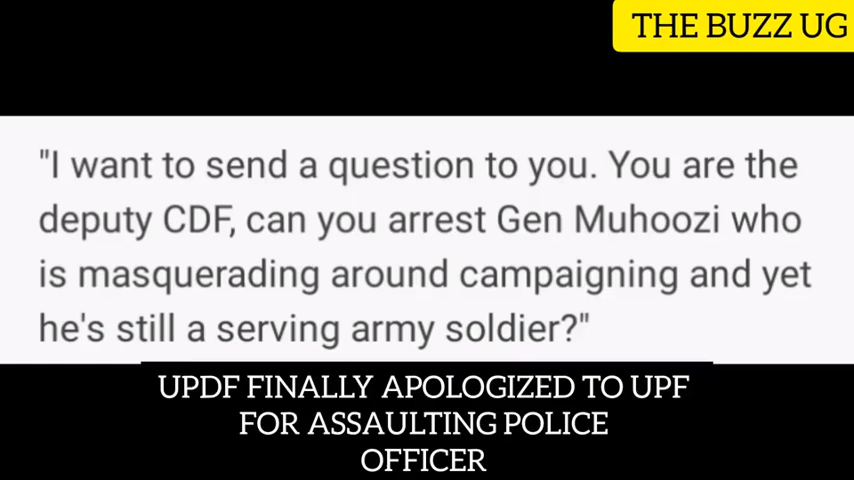 THE BUZZ UG
"I want to send a question to you. You are the
deputy CDF, can you arrest Gen Muhoozi who
is masquerading around campaigning and yet
he's still a serving army soldier?"
UPDF FINALLY APOLOGIZED TO UPF
FOR ASSAULTING POLICE
OFFICER